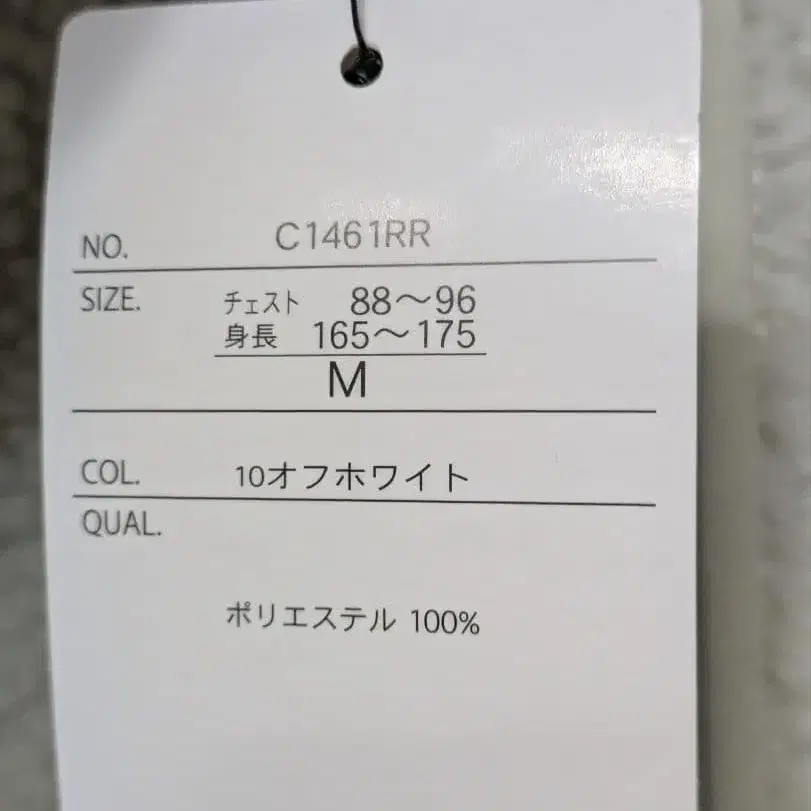 NO. C1461RR
SIZE. チェスト 88〜96
身長 165〜175
M
COL. 10オフホワイト
QUAL.
ポリエステル 100%